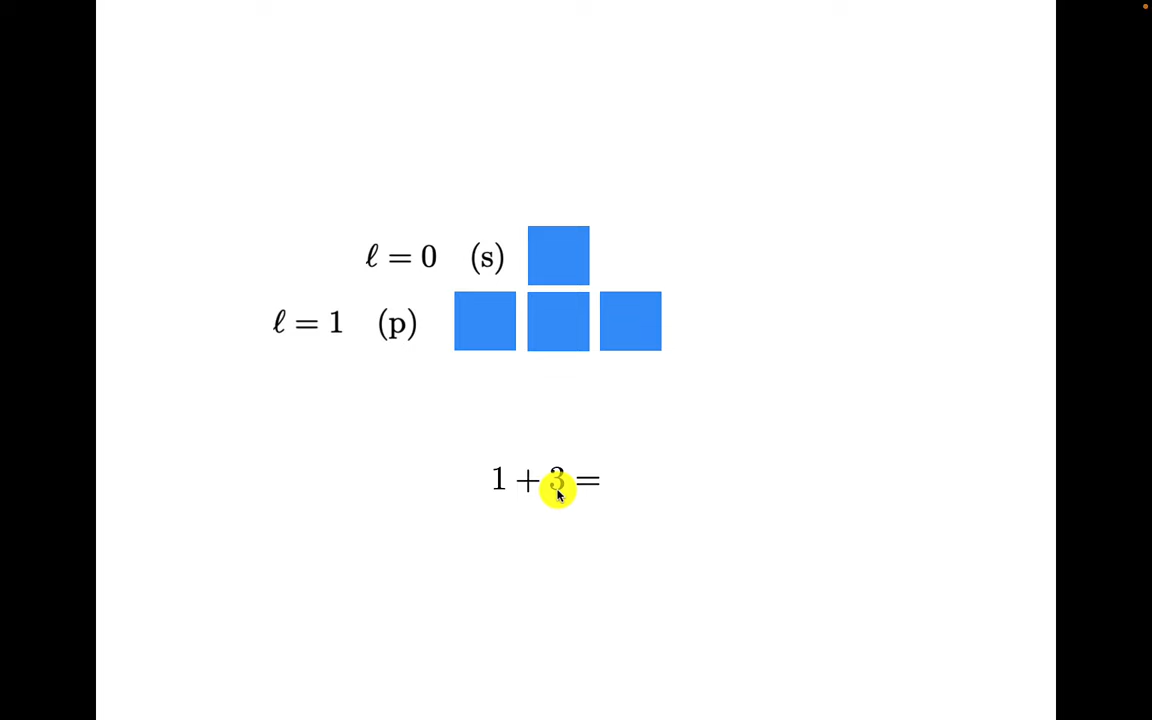 ℓ = 0 (s)
ℓ = 1 (p)
1 + 3 =